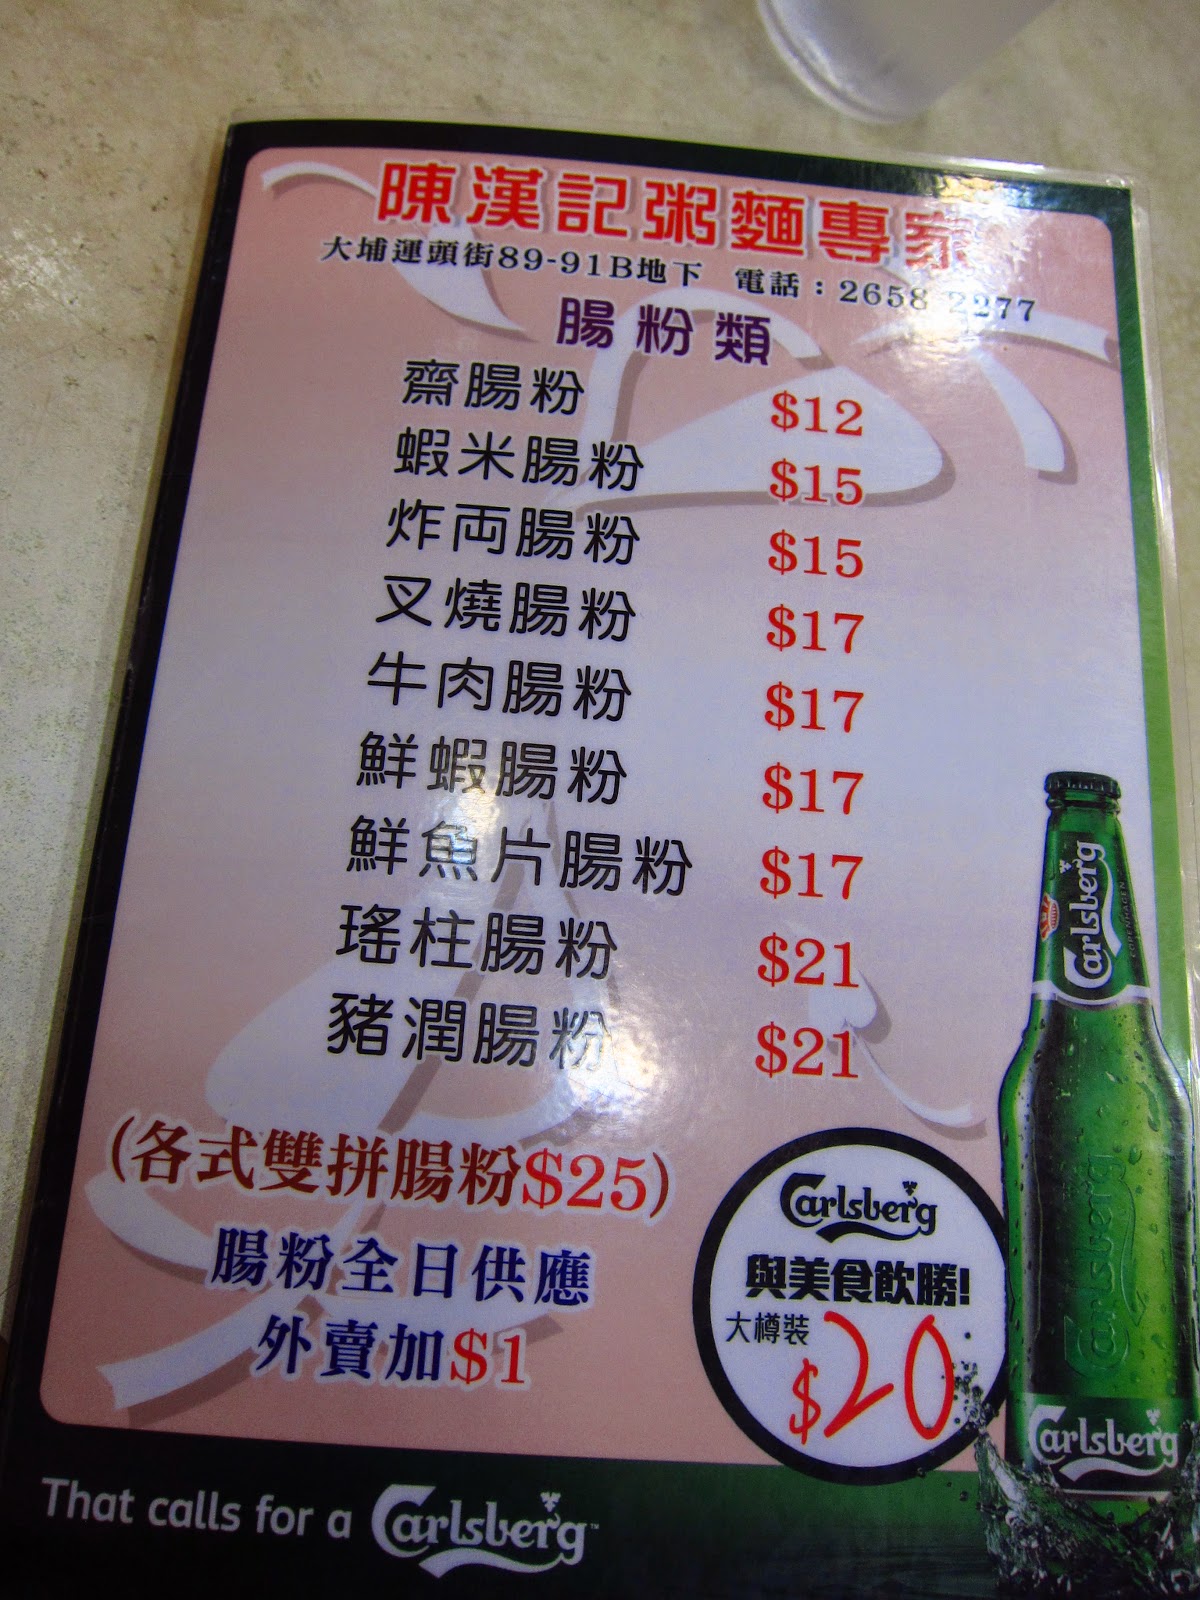 陳漢記粥麵專家
大埔運頭街89-91B地下 電話：2658 2277
腸粉類
齋腸粉 $12
蝦米腸粉 $15
炸両腸粉 $15
叉燒腸粉 $17
牛肉腸粉 $17
鮮蝦腸粉 $17
鮮魚片腸粉 $17
瑤柱腸粉 $21
豬潤腸粉 $21
(各式雙拼腸粉$25)
腸粉全日供應
外賣加$1
Carlsberg
與美食飲勝!
大樽裝
$20
Carlsberg
COPENHAGEN
Carlsberg
Carlsberg
That calls for a Carlsberg™